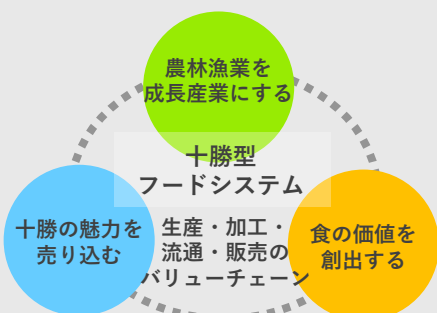 農林漁業を
成長産業にする
十勝型
フードシステム
十勝の魅力を
売り込む
生産・加工・
流通・販売の
バリューチェーン
食の価値を
創出する